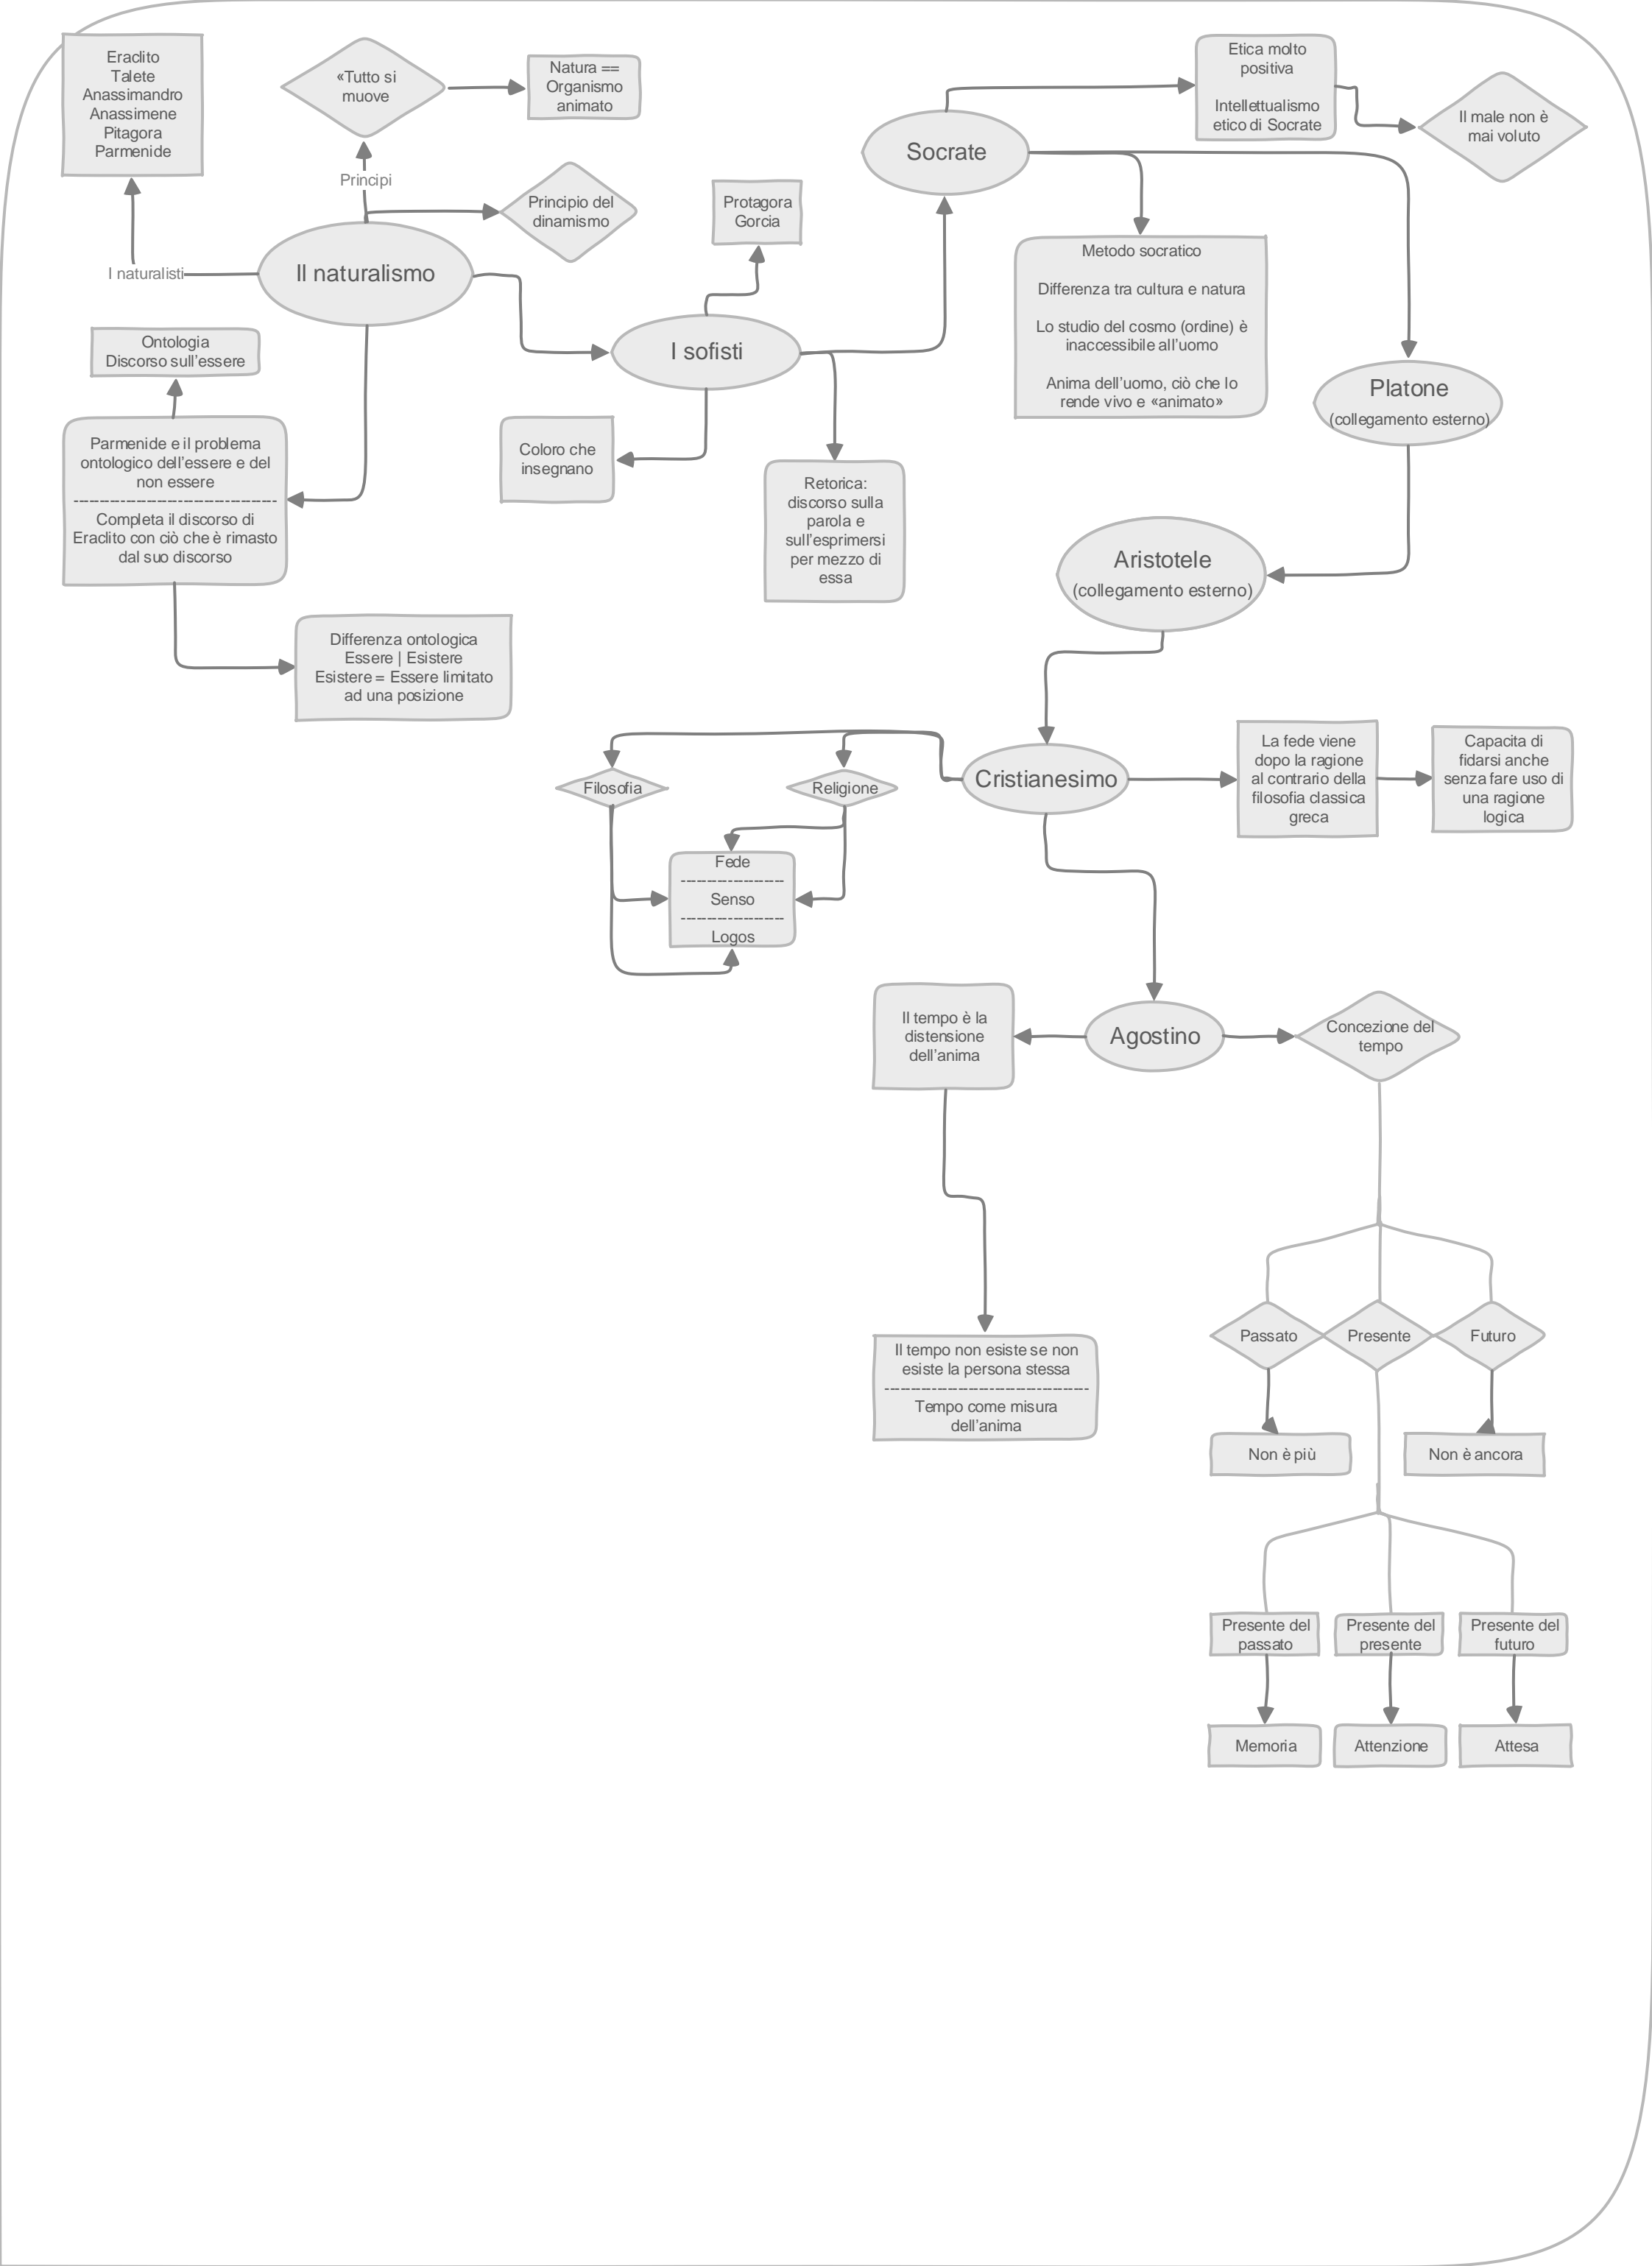 Eraclito
Talete
Anassimandro
Anassimene
Pitagora
Parmenide
«Tutto si
muove
Natura ==
Organismo
animato
Principi
Principio del
dinamismo
I naturalisti
Il naturalismo
Ontologia
Discorso sull'essere
Parmenide e il problema
ontologico dell'essere e del
non essere
Completa il discorso di
Eraclito con ciò che è rimasto
dal suo discorso
Differenza ontologica
Essere | Esistere
Esistere = Essere limitato
ad una posizione
Protagora
Gorcia
I sofisti
Coloro che
insegnano
Retorica:
discorso sulla
parola e
sull'esprimersi
per mezzo di
essa
Socrate
Etica molto
positiva
Intellettualismo
etico di Socrate
Il male non è
mai voluto
Metodo socratico
Differenza tra cultura e natura
Lo studio del cosmo (ordine) è
inaccessibile all'uomo
Anima dell'uomo, ciò che lo
rende vivo e «animato»
Platone
(collegamento esterno)
Aristotele
(collegamento esterno)
Cristianesimo
Filosofia
Religione
Fede
Senso
Logos
La fede viene
dopo la ragione
al contrario della
filosofia classica
greca
Capacita di
fidarsi anche
senza fare uso di
una ragione
logica
Agostino
Il tempo è la
distensione
dell'anima
Concezione del
tempo
Il tempo non esiste se non
esiste la persona stessa
Tempo come misura
dell'anima
Passato
Presente
Futuro
Non è più
Non è ancora
Presente del
passato
Presente del
presente
Presente del
futuro
Memoria
Attenzione
Attesa